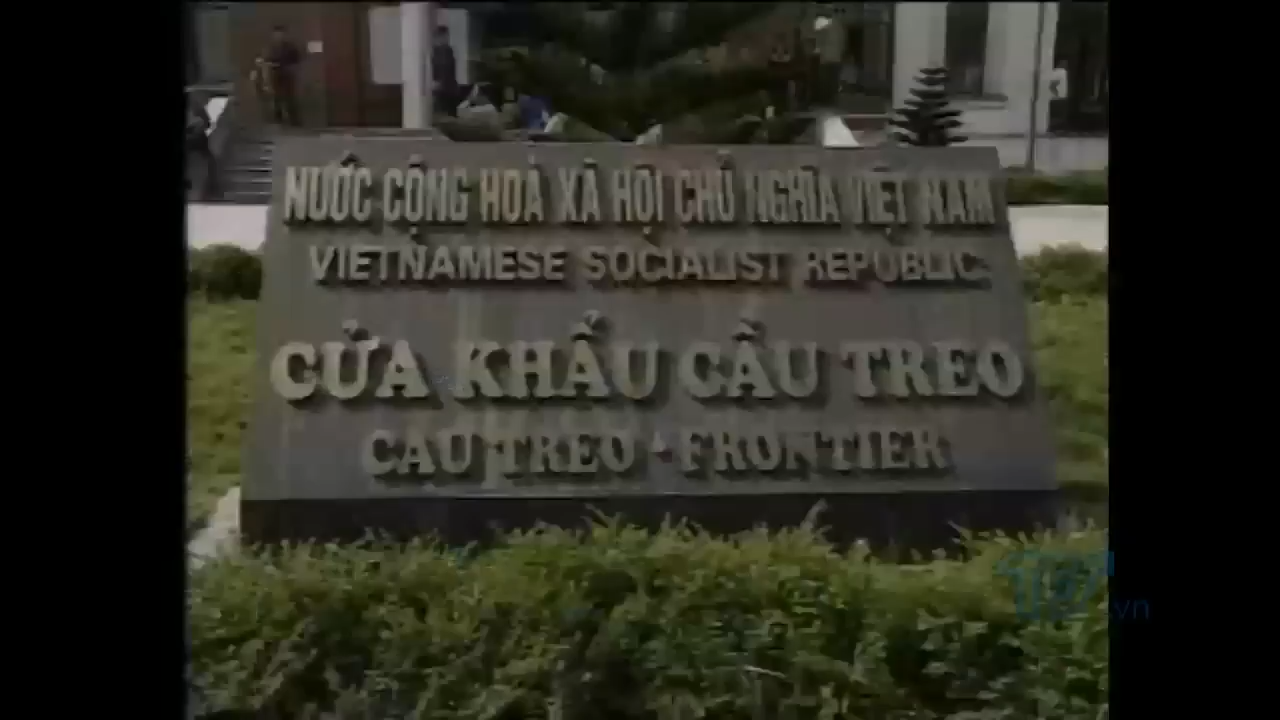 NƯỚC CỘNG HOÀ XÃ HỘI CHỦ NGHĨA VIỆT NAM
VIETNAMESE SOCIALIST REPUBLIC
CỬA KHẨU CẦU TREO
CAU TREO - FRONTIER
.vn